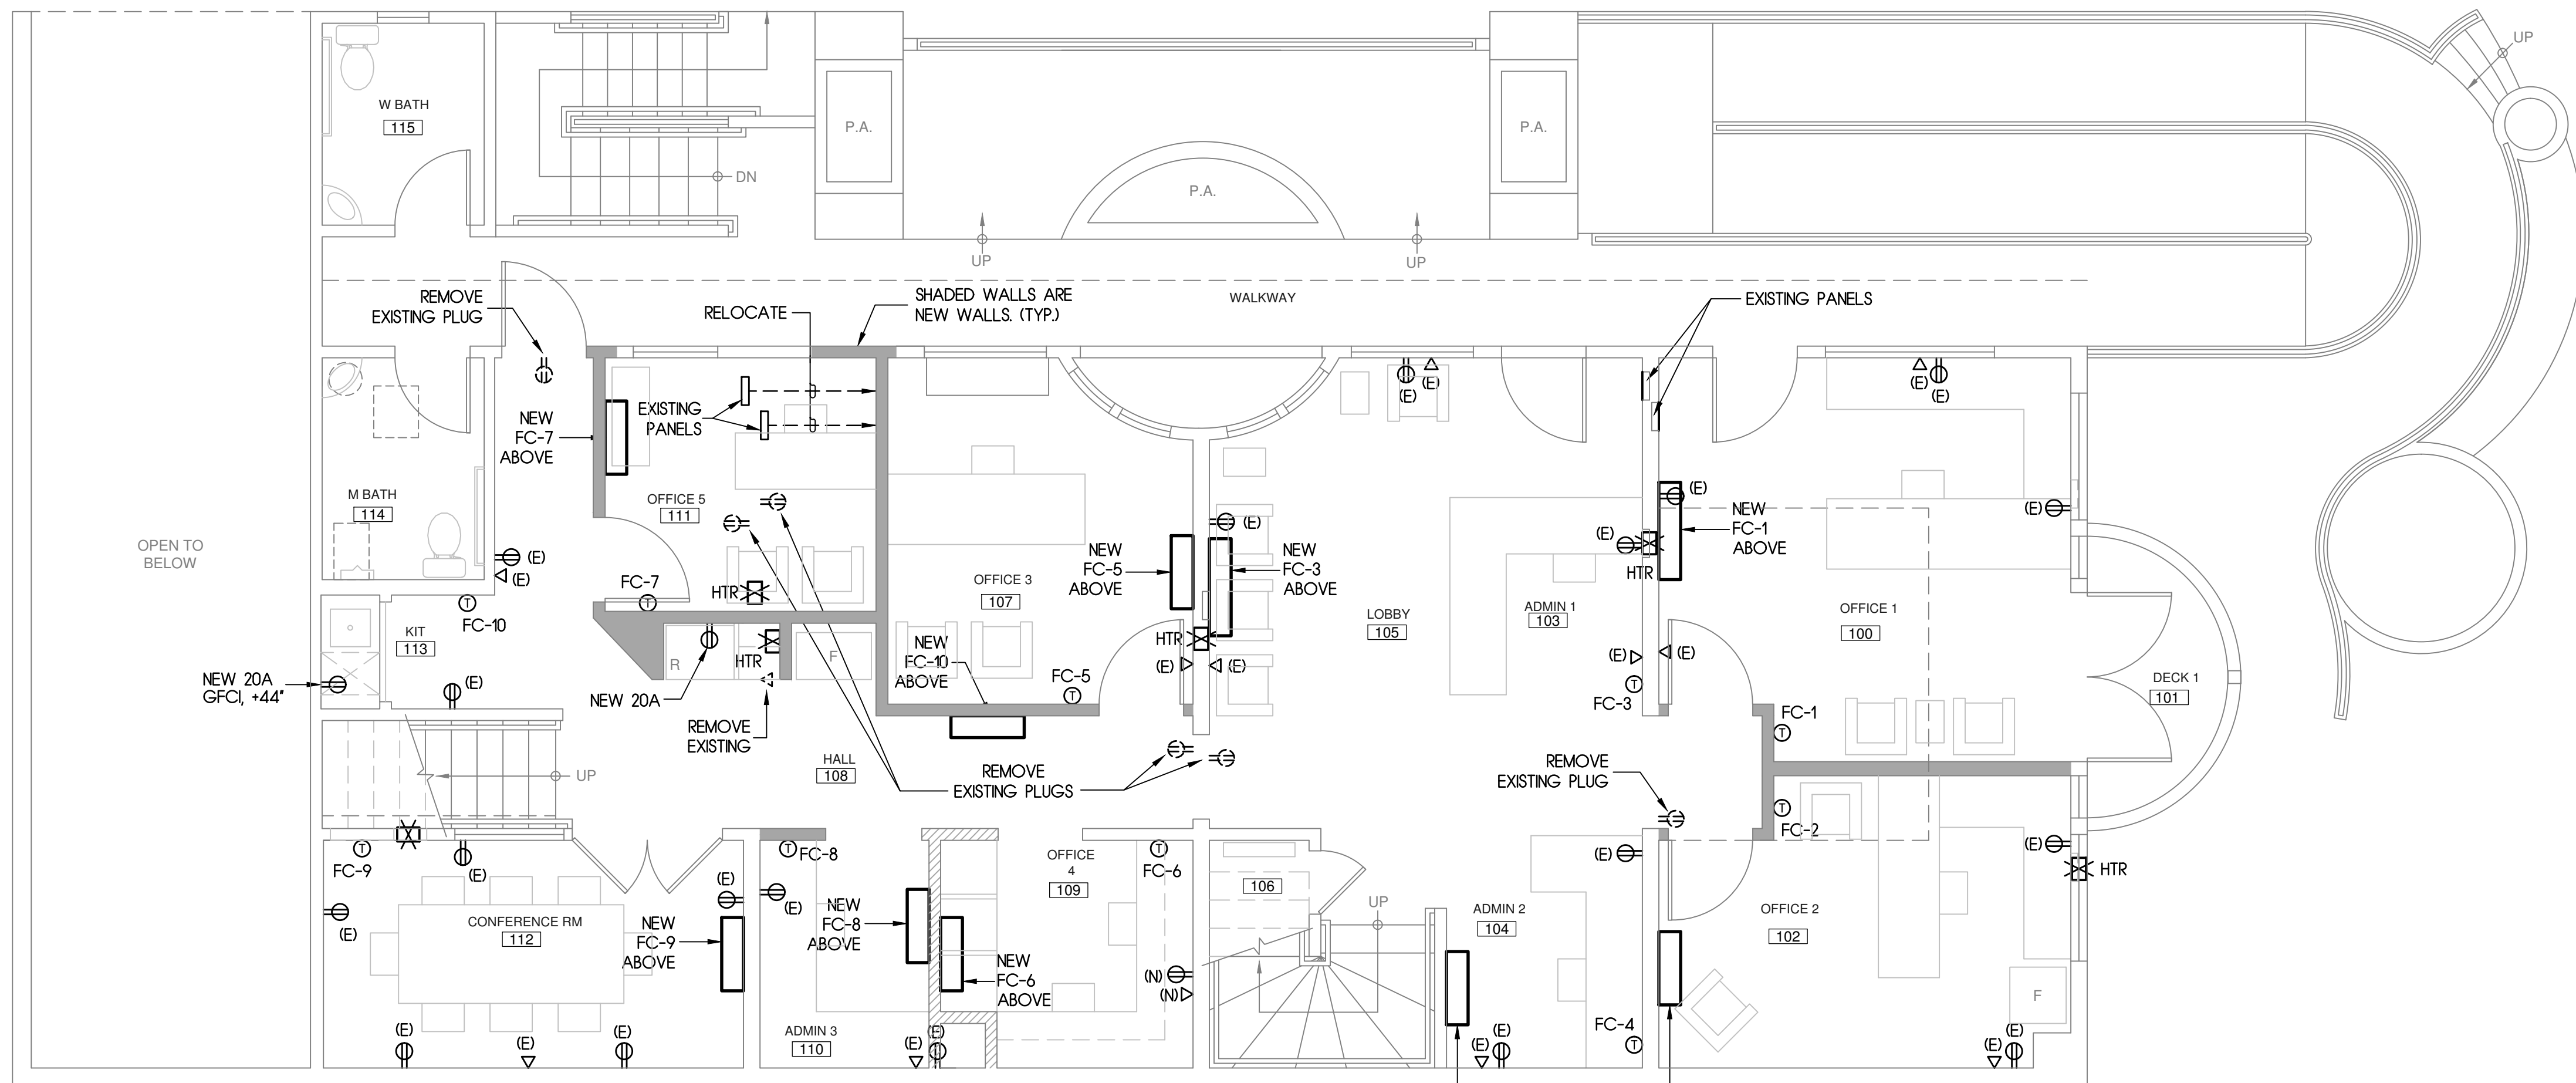 UP
W BATH
115
P.A.
P.A.
P.A.
DN
UP
UP
REMOVE
EXISTING PLUG
RELOCATE
SHADED WALLS ARE
NEW WALLS. (TYP.)
WALKWAY
EXISTING PANELS
(E)
(E)
(E)
(E)
NEW
FC-7
ABOVE
EXISTING
PANELS
M BATH
114
OFFICE 5
111
(E)
(E)
OPEN TO
BELOW
(E)
(E)
FC-7
HTR
NEW
FC-5
ABOVE
(E)
NEW
FC-3
ABOVE
(E)
HTR
NEW
FC-1
ABOVE
OFFICE 3
107
LOBBY
105
ADMIN 1
103
OFFICE 1
100
KIT
113
FC-10
R
HTR
F
NEW
FC-10
ABOVE
HTR
(E)
(E)
(E)
(E)
FC-5
FC-3
FC-1
DECK 1
101
NEW 20A
GFCI, +44"
(E)
NEW 20A
REMOVE
EXISTING
HALL
108
UP
REMOVE
EXISTING PLUGS
REMOVE
EXISTING PLUG
FC-2
FC-9
(E)
FC-8
OFFICE
4
109
FC-6
106
(E)
(E)
HTR
(E)
(E)
(E)
CONFERENCE RM
112
NEW
FC-9
ABOVE
NEW
FC-8
ABOVE
NEW
FC-6
ABOVE
UP
ADMIN 2
104
OFFICE 2
102
(N)
(N)
F
(E)
(E)
(E)
ADMIN 3
110
(E)
(E)
(E)
(E)
FC-4
(E)
(E)
T
T
T
T
T
T
T
T
T
T